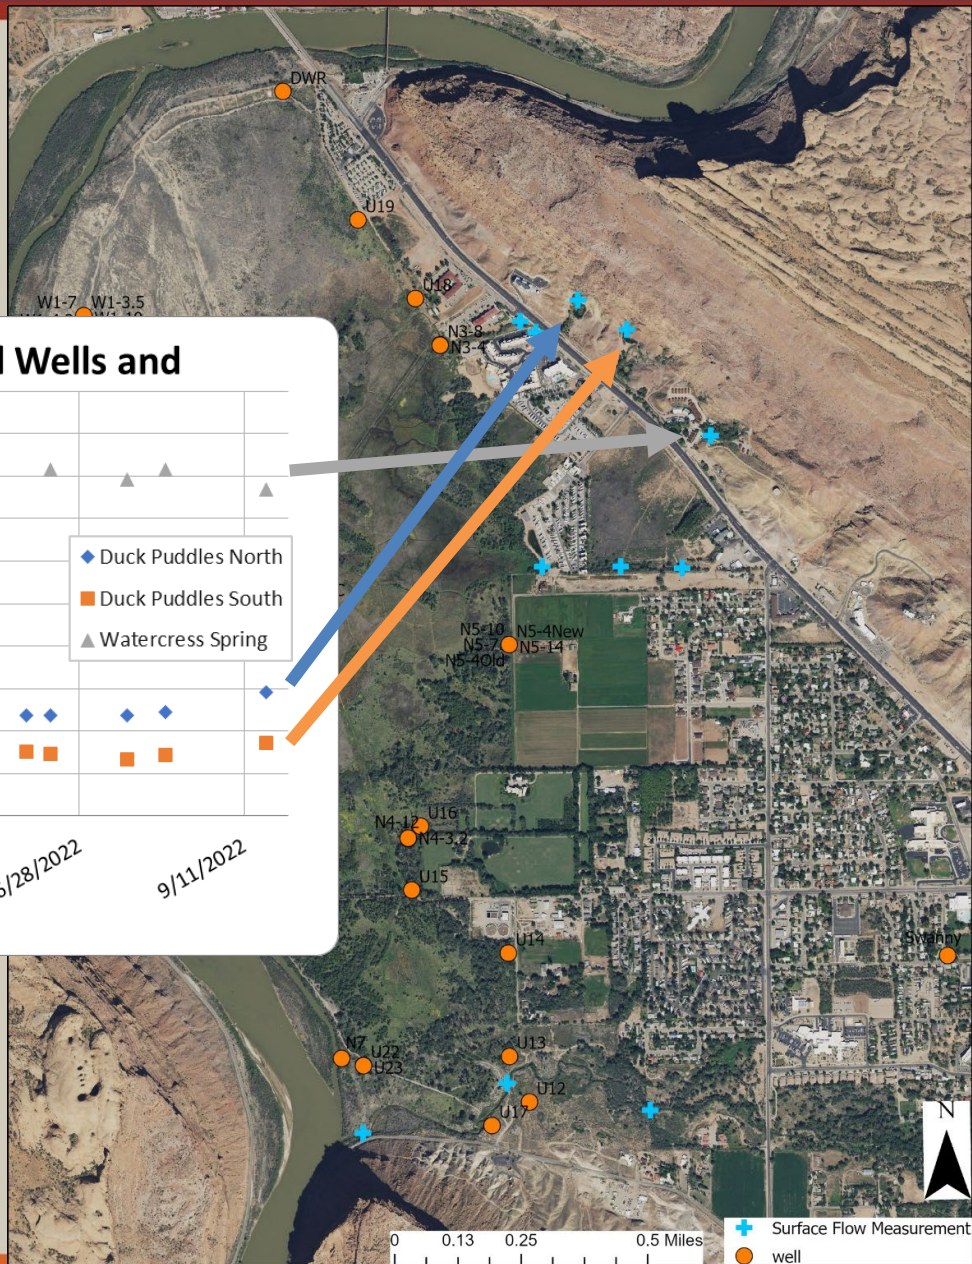 DWR
U19
W1-7 W1-3.5
U18
N3-8
N3-4
l Wells and
Duck Puddles North
Duck Puddles South
Watercress Spring
N5-10 N5-4New
N5-7 N5-14
N5-4Old
U16
N4-12
N4-3.2
/28/2022
9/11/2022
U15
U14
Swanny
N7
U22
U23
U13
U12
U17
N
0 0.13 0.25 0.5 Miles
Surface Flow Measurement
well